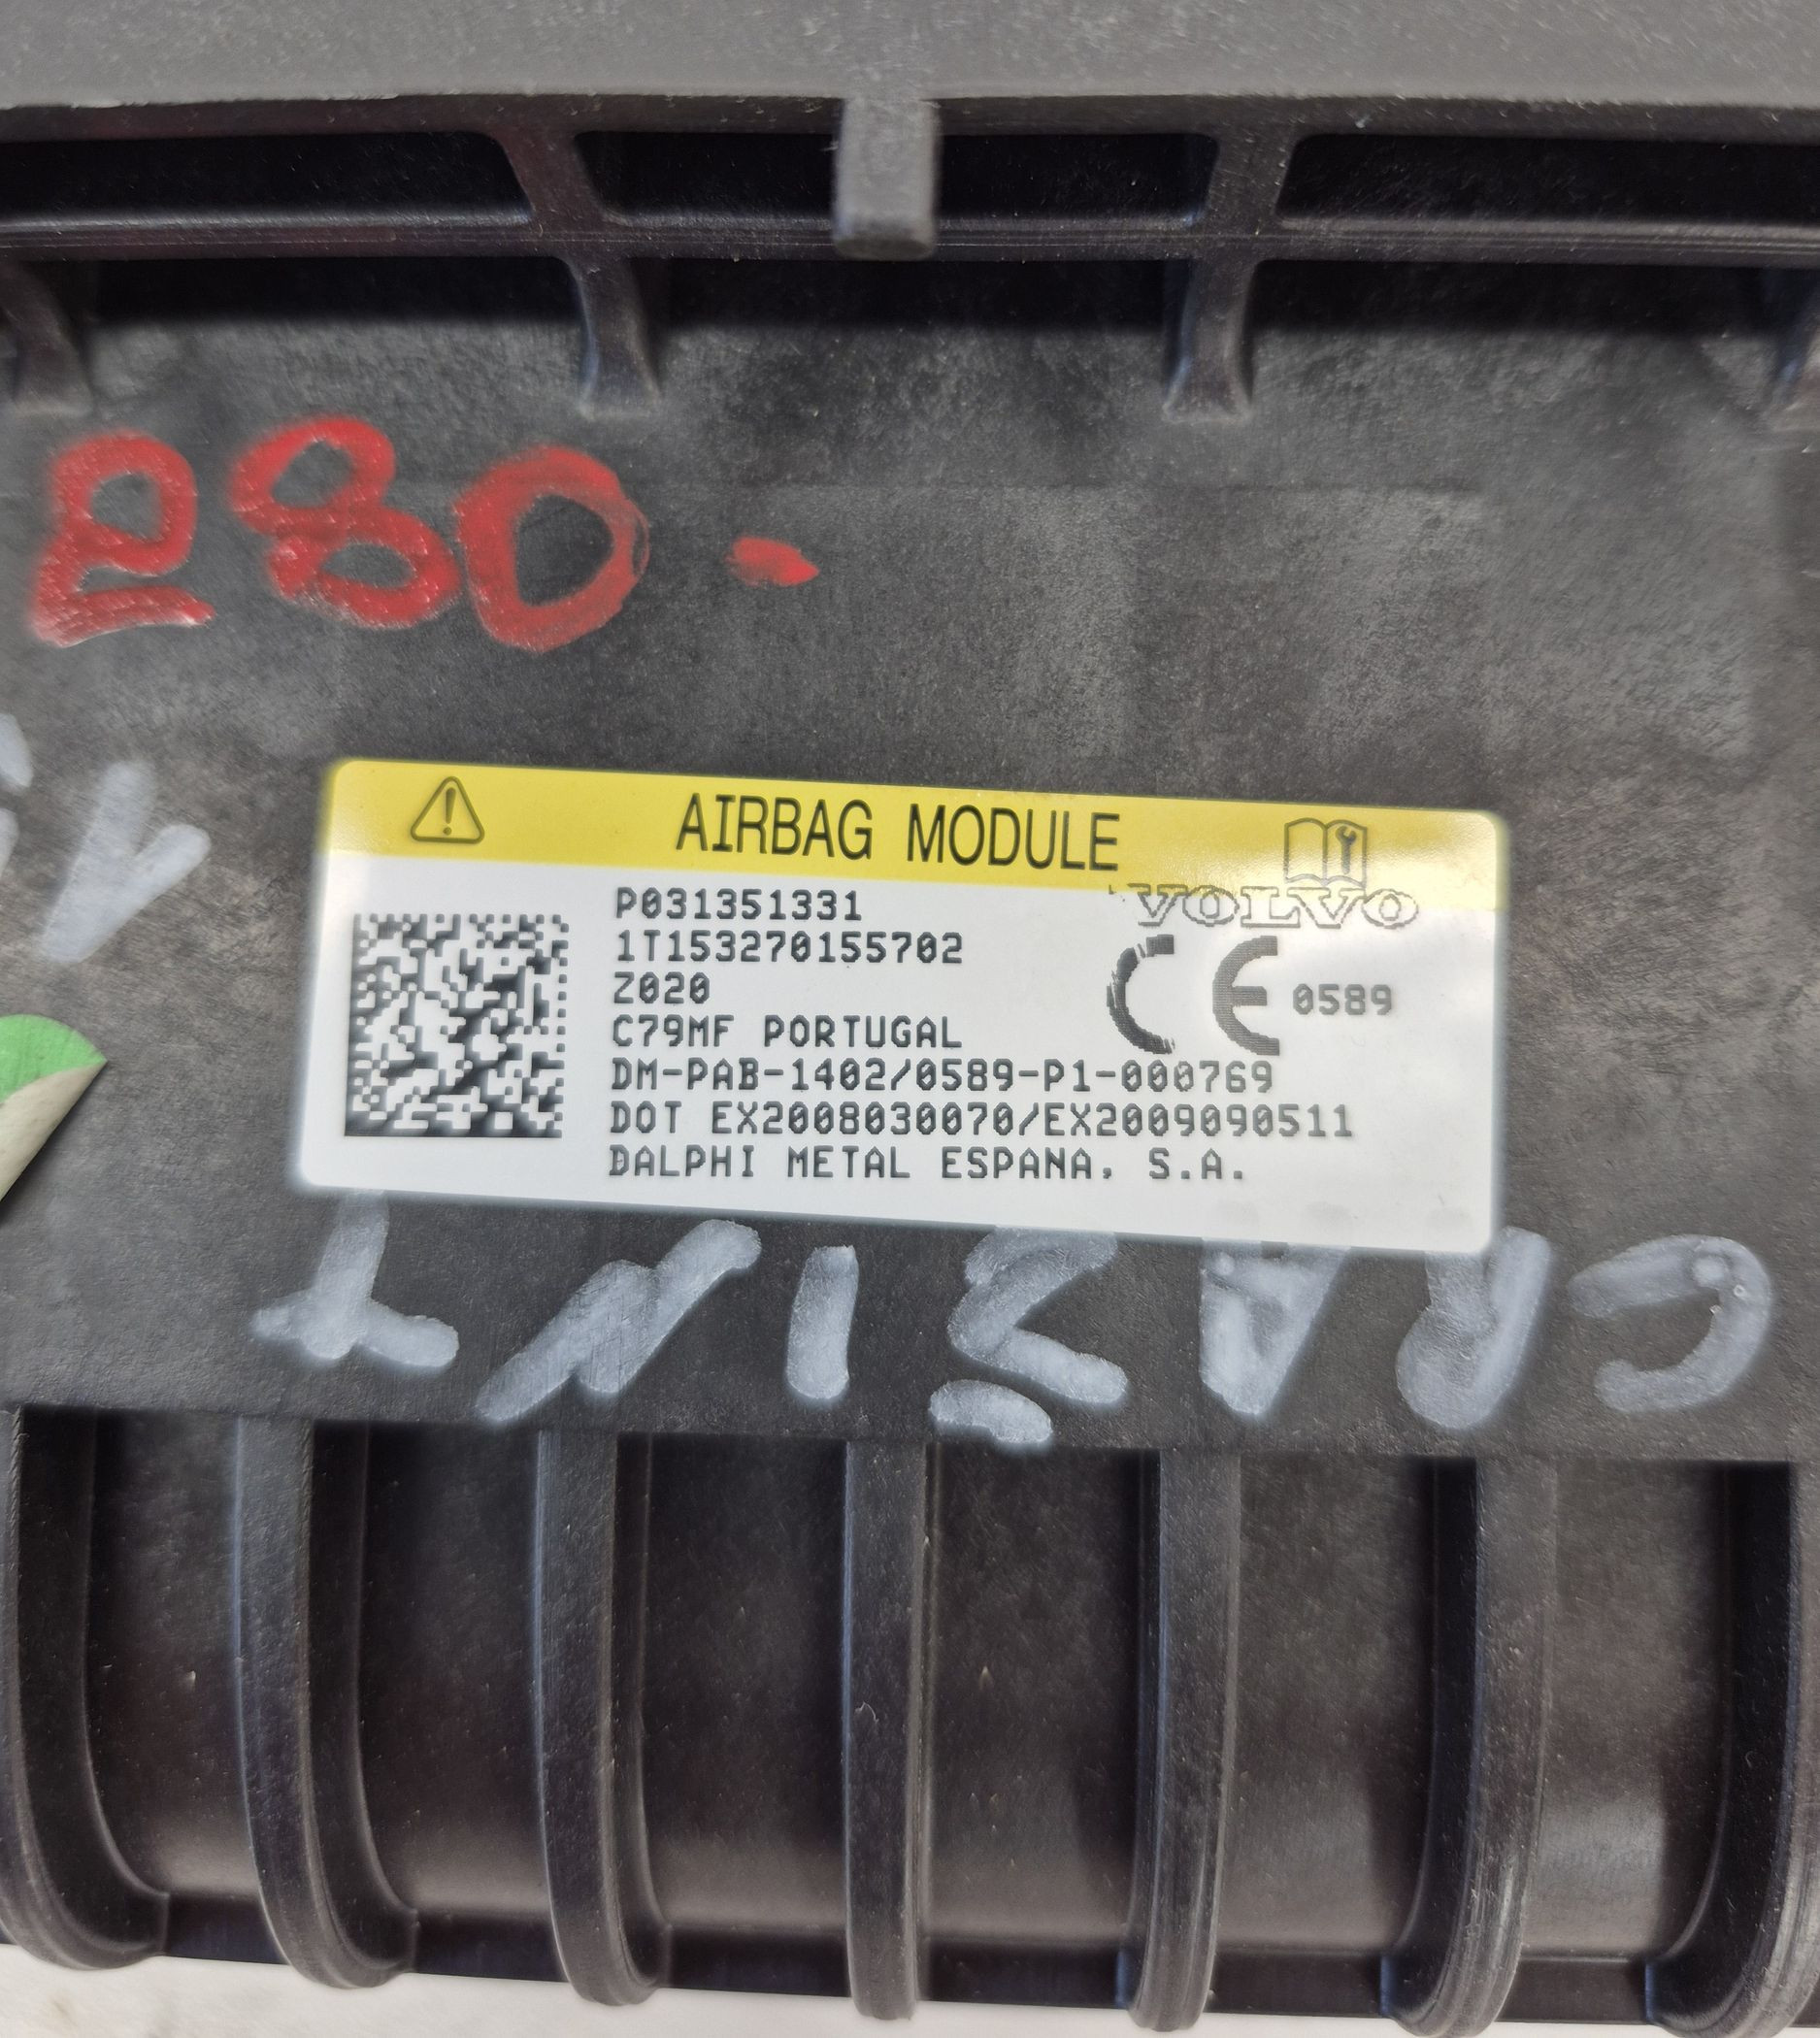 280.
AIRBAG MODULE
VOLVO
P031351331
1T153270155702
Z020
CE 0589
C79MF PORTUGAL
DM-PAB-1402/0589-P1-000769
DOT EX2008030070/EX2009090511
DALPHI METAL ESPANA, S.A.